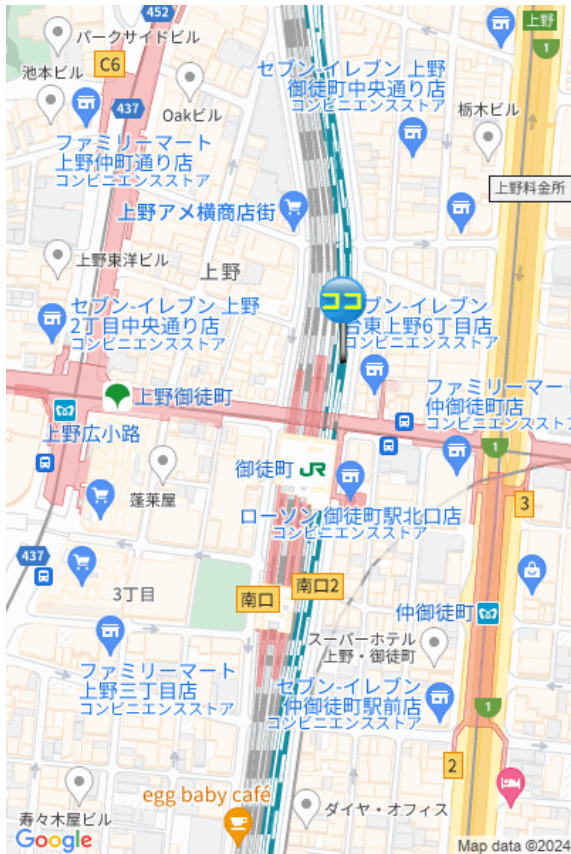 452
上野
パークサイドビル
1
C6
池本ビル
セブン-イレブン 上野
御徒町中央通り店
コンビニエンスストア
437
Oakビル
栃木ビル
ファミリーマート
上野仲町通り店
コンビニエンスストア
上野料金所
上野アメ横商店街
上野東洋ビル
上野
ココ
セブン-イレブン 上野
2丁目中央通り店
コンビニエンスストア
ブン-イレブン
台東上野6丁目店
コンビニエンスストア
上野御徒町
ファミリーマート
仲御徒町店
コンビニエンスス
上野広小路
1
御徒町 JR
蓬莱屋
3
ローソン 御徒町駅北口店
コンビニエンスストア
437
3丁目
南口
南口2
仲御徒町
スーパーホテル
上野・御徒町
ファミリーマート
上野三丁目店
コンビニエンスストア
セブン-イレブン
仲御徒町駅前店
コンビニエンスストア
1
2
egg baby café
寿々木屋ビル
ダイヤ・オフィス
Google
Map data ©2024